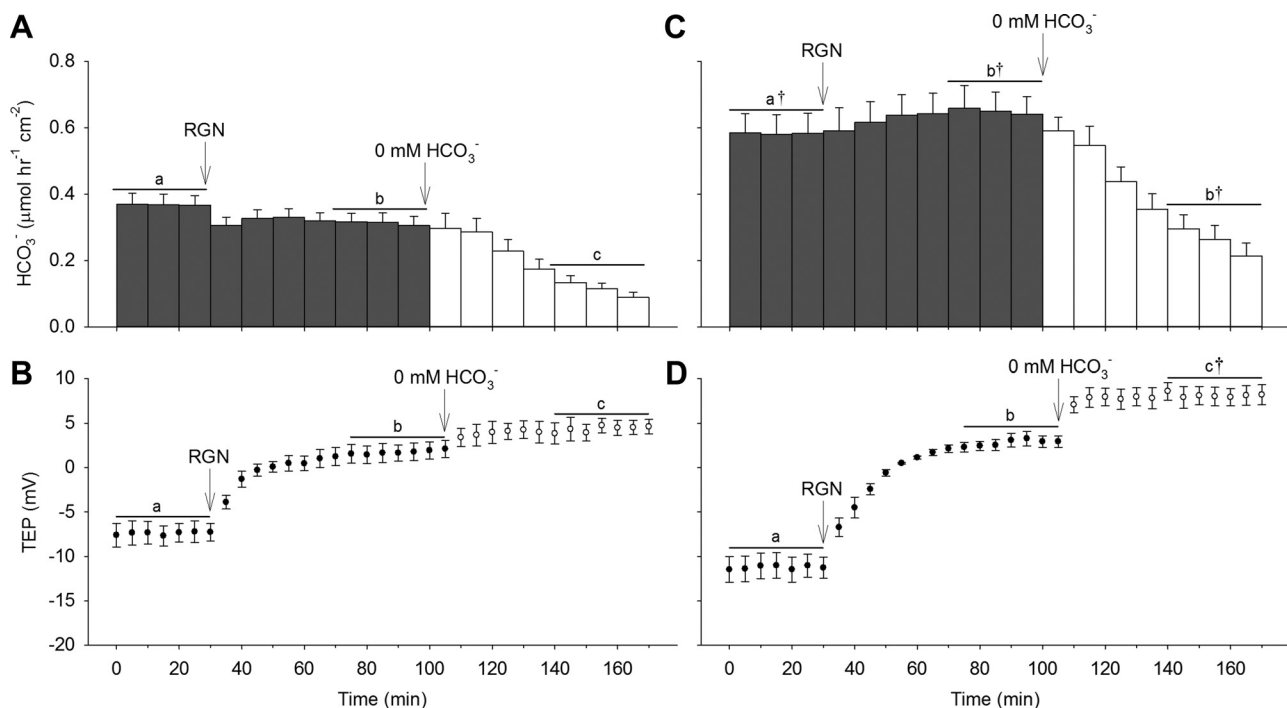 A
RGN
0 mM HCO₃⁻
a
b
c
HCO₃⁻ (µmol hr⁻¹ cm⁻²)
0.8
0.6
0.4
0.2
0.0
C
RGN
0 mM HCO₃⁻
a†
b†
b†
B
RGN
0 mM HCO₃⁻
a
b
c
TEP (mV)
10
5
0
-5
-10
-15
-20
0 20 40 60 80 100 120 140 160
Time (min)
D
RGN
0 mM HCO₃⁻
a
b
c†
0 20 40 60 80 100 120 140 160
Time (min)